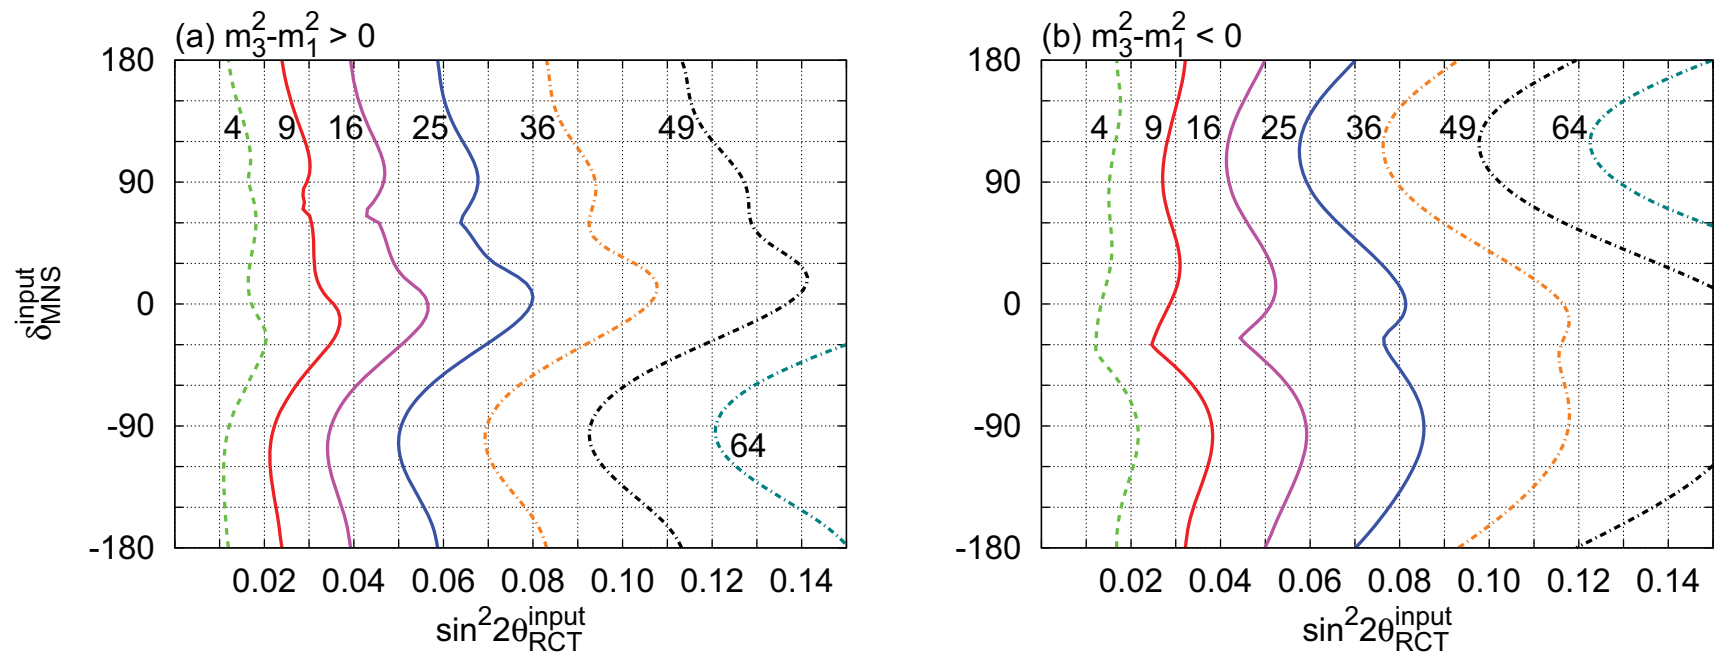 (a) m₃²-m₁² > 0
(b) m₃²-m₁² < 0
180
90
0
-90
-180
δ_MNS^input
4 9 16 25 36 49
64
0.02 0.04 0.06 0.08 0.10 0.12 0.14
sin²2θ_RCT^input
180
90
0
-90
-180
4 9 16 25 36 49 64
0.02 0.04 0.06 0.08 0.10 0.12 0.14
sin²2θ_RCT^input